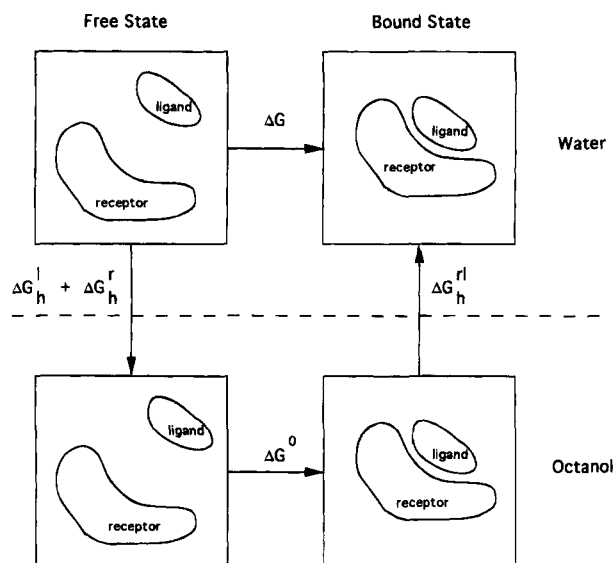 Free State
Bound State
ligand
receptor
ΔG
ligand
receptor
Water
ΔG_h^l + ΔG_h^r
ΔG_h^rl
ligand
receptor
ΔG^o
ligand
receptor
Octanol